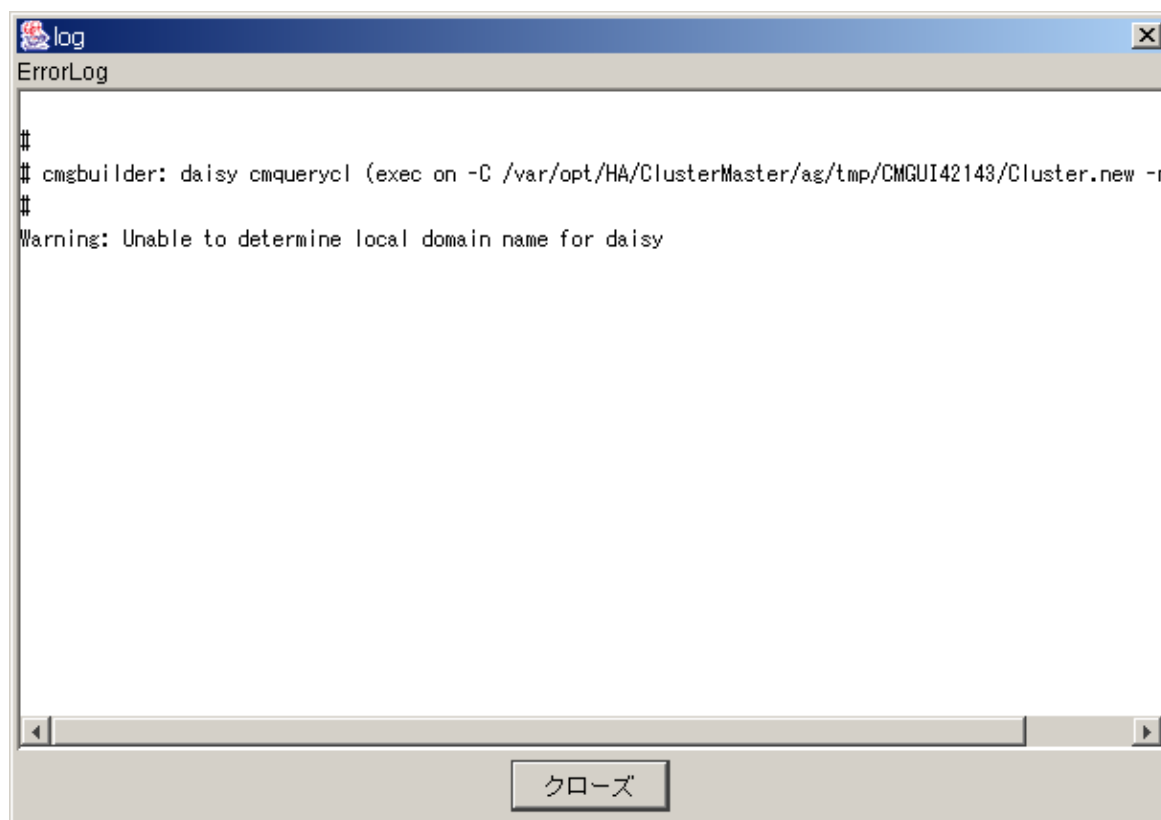 log
ErrorLog
#
# cmgbuilder: daisy cmquerycl (exec on -C /var/opt/HA/ClusterMaster/ag/tmp/CMGUI42143/Cluster.new
#
Warning: Unable to determine local domain name for daisy
クローズ